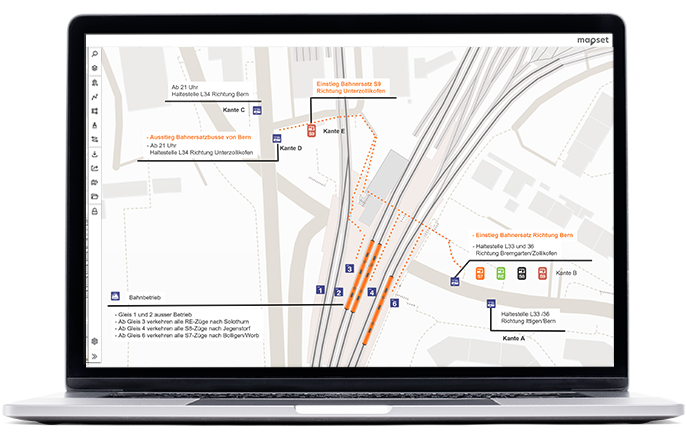 mapset
Ab 21 Uhr
Haltestelle L34 Richtung Bern
Kante C
Einstieg Bahnersatz S9
Richtung Unterzollikofen
Kante E
- Ausstieg Bahnersatzbusse von Bern
- Ab 21 Uhr
Haltestelle L34 Richtung Unterzollikofen
Kante D
- Einstieg Bahnersatz Richtung Bern
- Haltestelle L33 und 36
Richtung Bremgarten/Zollikofen
S7
RE
S8
S9
Kante B
Haltestelle L33 /36
Richtung Ittigen/Bern
Kante A
1
2
3
4
6
Bahnbetrieb
- Gleis 1 und 2 ausser Betrieb
- Ab Gleis 3 verkehren alle RE-Züge nach Solothurn
- Ab Gleis 4 verkehren alle S8-Züge nach Jegenstorf
- Ab Gleis 6 verkehren alle S7-Züge nach Bolligen/Worb